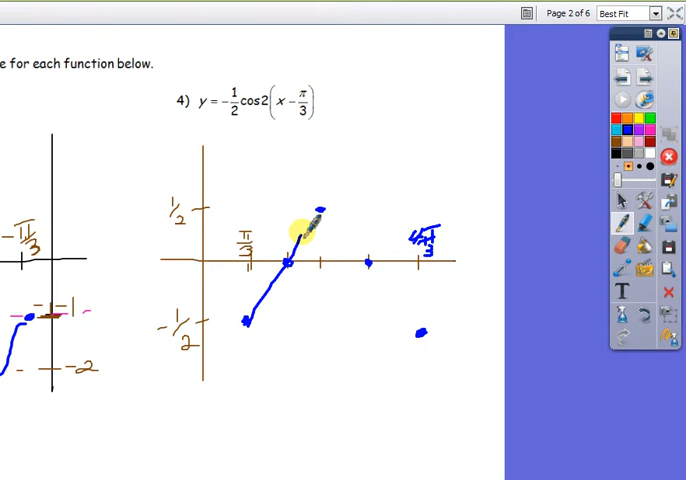 Page 2 of 6
Best Fit
e for each function below.
4) y = -1/2 cos2(x - π/3)
1/2
-π/3
π/3
4π/3
-1
-1/2
-2
T